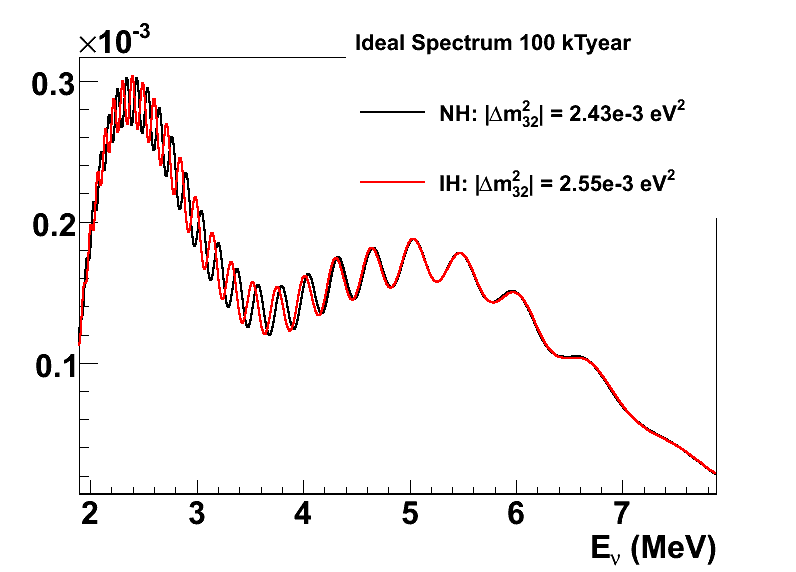 ×10⁻³
Ideal Spectrum 100 kTyear
NH: |Δm²₃₂| = 2.43e-3 eV²
IH: |Δm²₃₂| = 2.55e-3 eV²
0.3
0.2
0.1
2 3 4 5 6 7
Eᵥ (MeV)